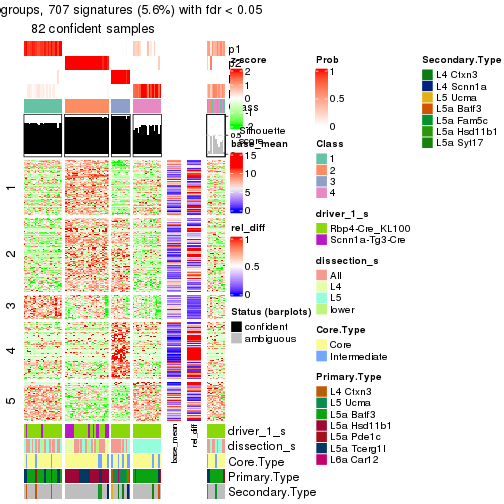 groups, 707 signatures (5.6%) with fdr < 0.05
82 confident samples
p1
p2
z-score
2
1
0
-1
-2
Class
Silhouette
score
base_mean
15
10
5
0
rel_diff
1
0.5
0
Status (barplots)
confident
ambiguous
1
2
3
4
5
base_mean
rel_diff
driver_1_s
dissection_s
Core.Type
Primary.Type
Secondary.Type
Prob
1
0.5
0
Class
1
2
3
4
driver_1_s
Rbp4-Cre_KL100
Scnn1a-Tg3-Cre
dissection_s
All
L4
L5
lower
Core.Type
Core
Intermediate
Primary.Type
L4 Ctxn3
L5 Ucma
L5a Batf3
L5a Hsd11b1
L5a Pde1c
L5a Tcerg1l
L6a Car12
Secondary.Type
L4 Ctxn3
L4 Scnn1a
L5 Ucma
L5a Batf3
L5a Fam5c
L5a Hsd11b1
L5a Syt17